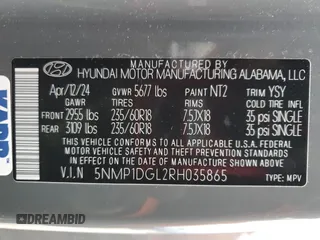 MANUFACTURED BY
HYUNDAI MOTOR MANUFACTURING ALABAMA, LLC
Apr/12/24 GVWR 5677 lbs PAINT NT2 TRIM YSY
GAWR TIRES RIMS COLD PSI
FRONT 2955 lbs 235/60R18 7.5JX18 35 psi SINGLE
REAR 3109 lbs 235/60R18 7.5JX18 35 psi SINGLE
THIS VEHICLE CONFORMS TO ALL APPLICABLE U.S.A. FEDERAL
MOTOR VEHICLE SAFETY, BUMPER, AND THEFT PREVENTION
STANDARDS IN EFFECT ON THE DATE OF MANUFACTURE SHOWN ABOVE.
V.I.N 5NMP1DGL2RH035865 TYPE: MPV
KARR
DREAMBID